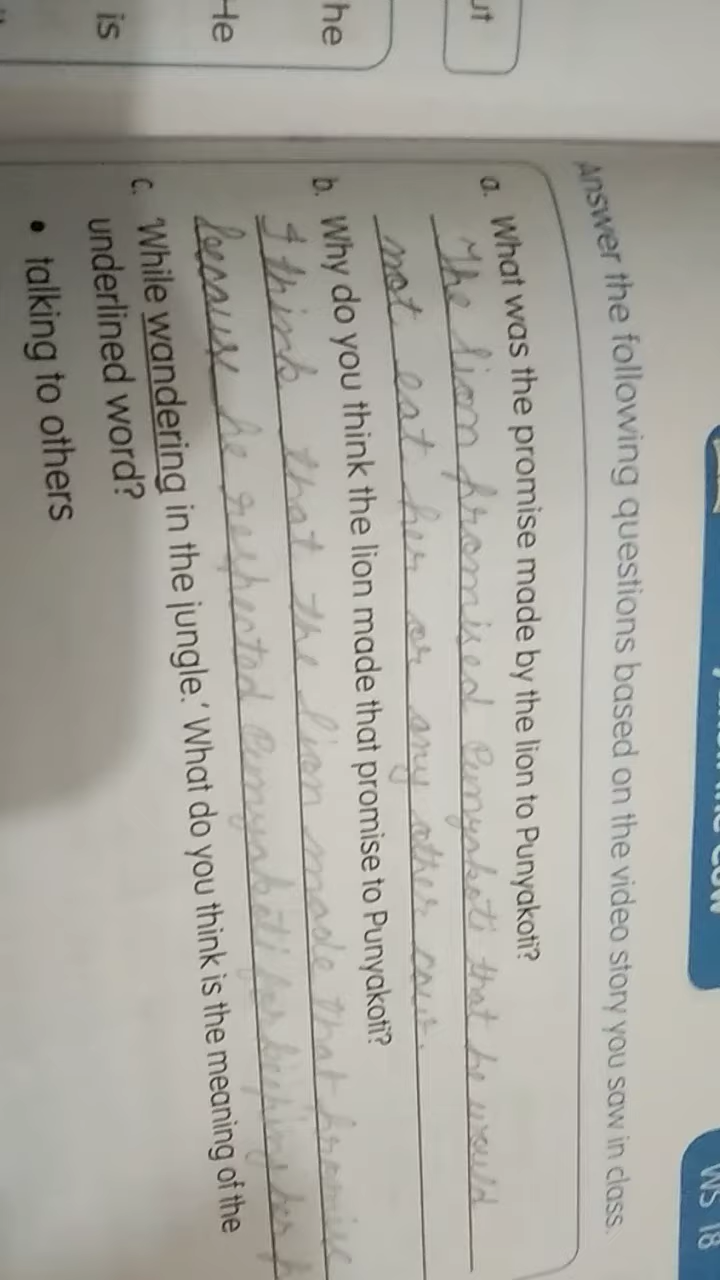 ut
he
He
is
WS 18
Answer the following questions based on the video story you saw in class.
a. What was the promise made by the lion to Punyakoti?
The lion promised Punyakoti that he would
not eat her or any other cow.
b. Why do you think the lion made that promise to Punyakoti?
I think that the lion made that promise
because he respected Punyakoti for keeping her
c. 'While wandering in the jungle.' What do you think is the meaning of the
underlined word?
• talking to others